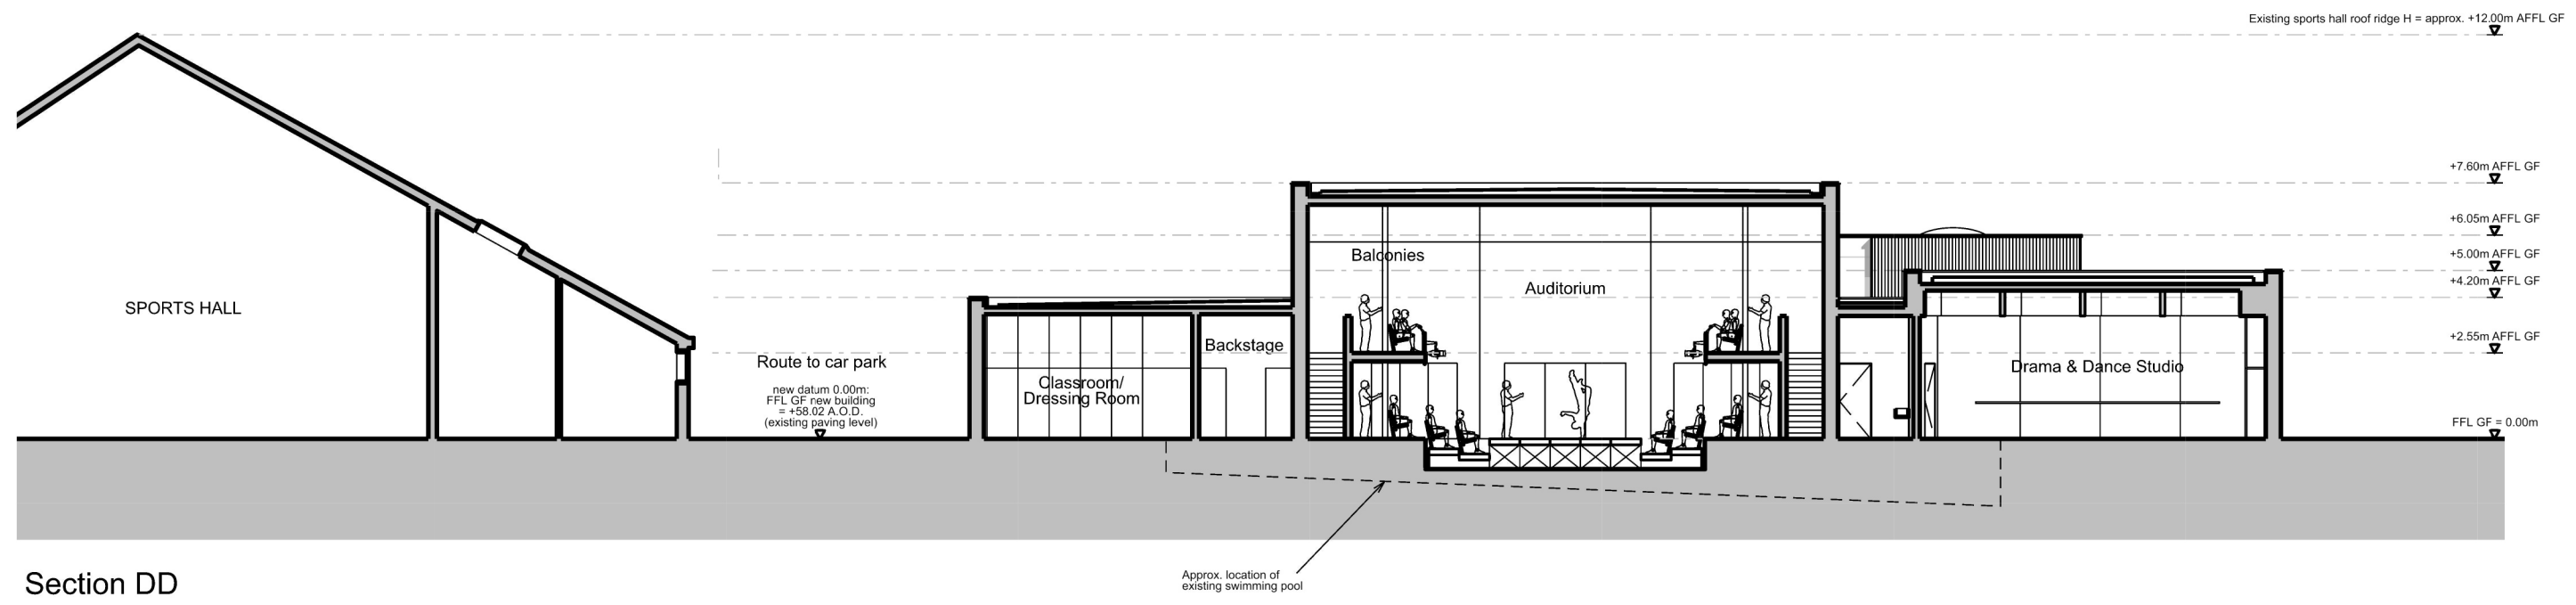 Existing sports hall roof ridge H = approx. +12.00m AFFL GF
+7.60m AFFL GF
+6.05m AFFL GF
+5.00m AFFL GF
+4.20m AFFL GF
+2.55m AFFL GF
FFL GF = 0.00m
SPORTS HALL
Route to car park
new datum 0.00m:
FFL GF new building
= +58.02 A.O.D.
(existing paving level)
Classroom/
Dressing Room
Backstage
Balconies
Auditorium
Drama & Dance Studio
Approx. location of
existing swimming pool
Section DD